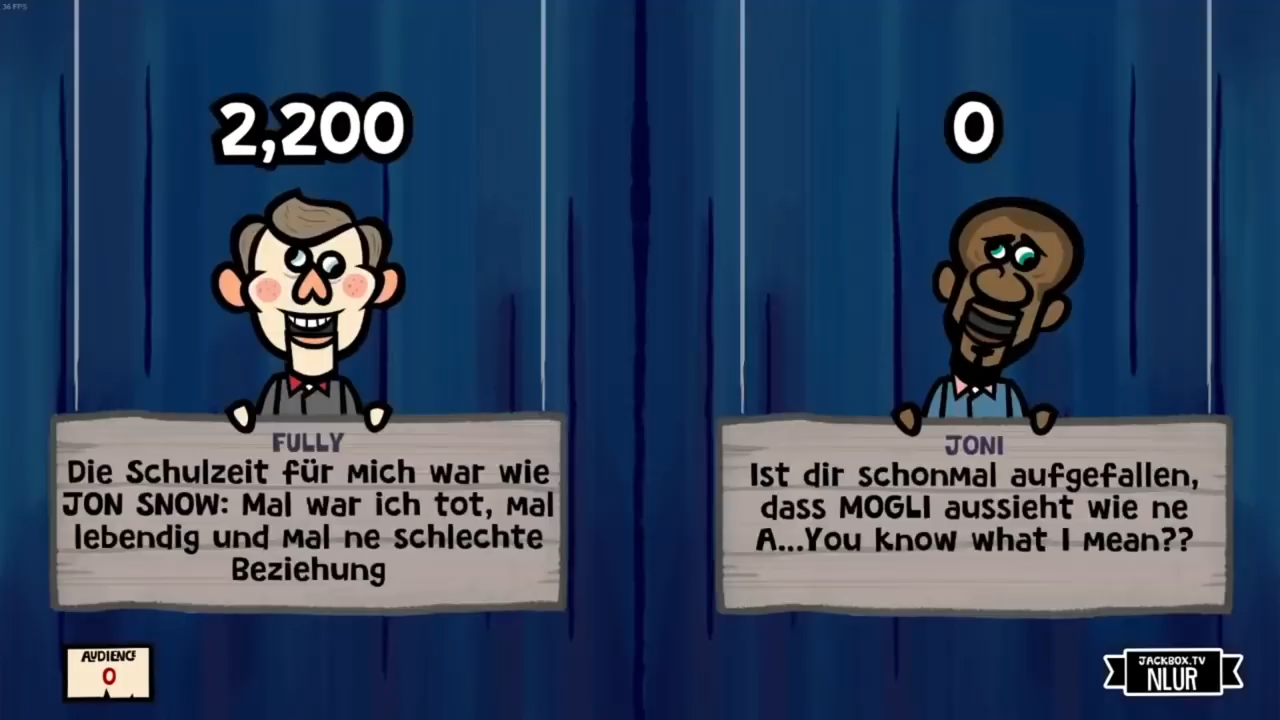 36 FPS
2,200
0
FULLY
Die Schulzeit für mich war wie
JON SNOW: Mal war ich tot, mal
lebendig und mal ne schlechte
Beziehung
JONI
Ist dir schonmal aufgefallen,
dass MOGLI aussieht wie ne
A...You know what I mean??
AUDIENCE
0
JACKBOX.TV
NLUR